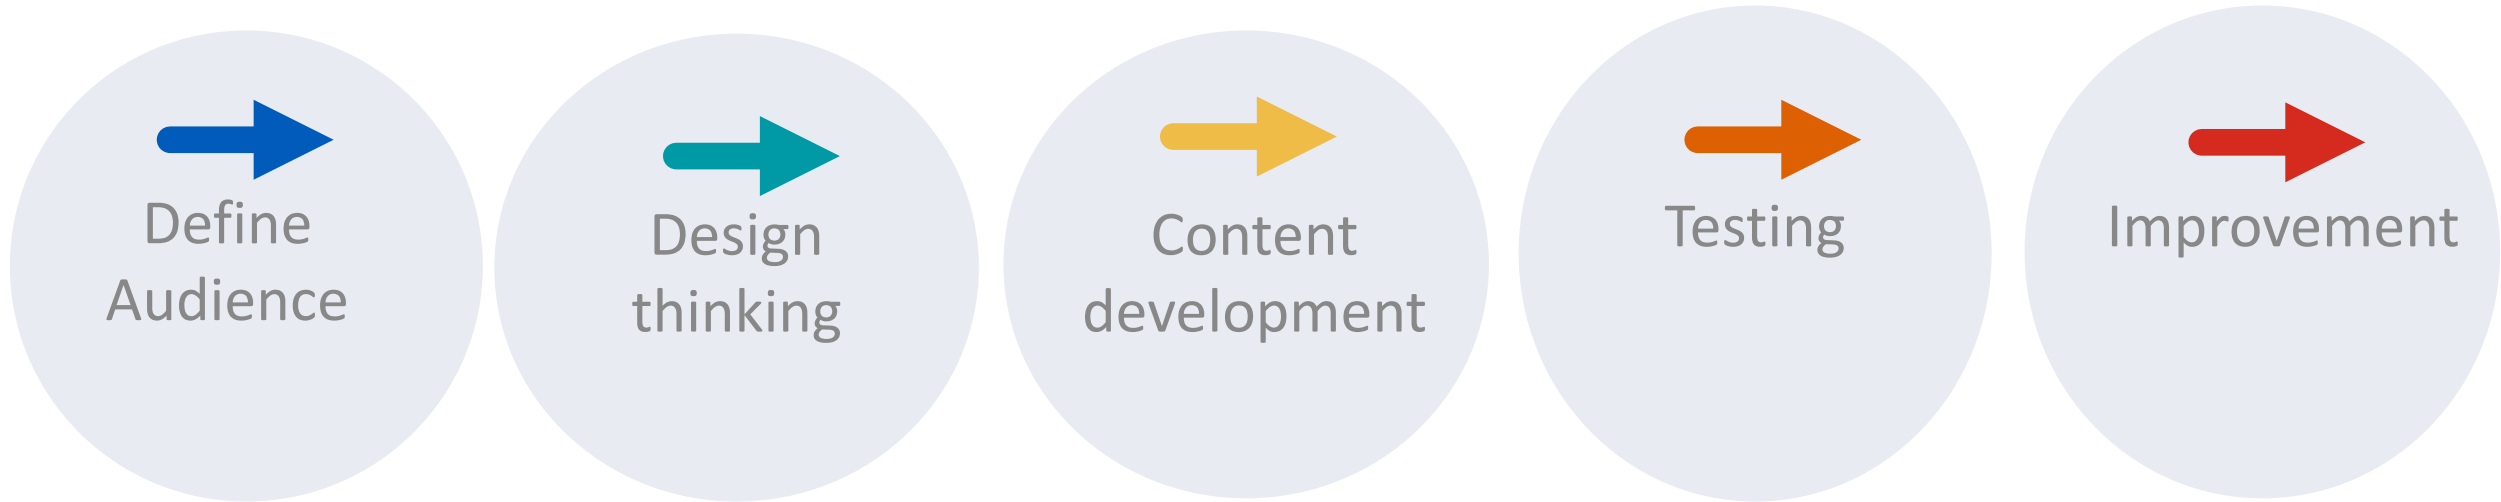 Define
Audience
Design
thinking
Content
development
Testing
Improvement